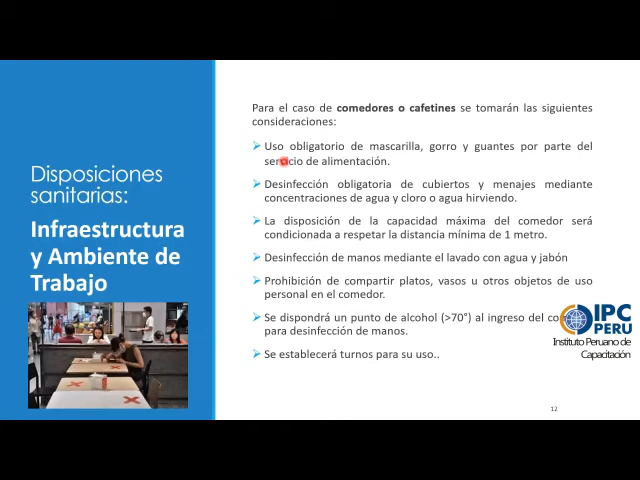 Disposiciones
sanitarias:
Infraestructura
y Ambiente de
Trabajo
Para el caso de comedores o cafetines se tomarán las siguientes
consideraciones:
Uso obligatorio de mascarilla, gorro y guantes por parte del
servicio de alimentación.
Desinfección obligatoria de cubiertos y menajes mediante
concentraciones de agua y cloro o agua hirviendo.
La disposición de la capacidad máxima del comedor será
condicionada a respetar la distancia mínima de 1 metro.
Desinfección de manos mediante el lavado con agua y jabón
Prohibición de compartir platos, vasos u otros objetos de uso
personal en el comedor.
Se dispondrá un punto de alcohol (>70°) al ingreso del
para desinfección de manos.
Se establecerá turnos para su uso..
IPC
PERU
Instituto Peruano de
Capacitación
12